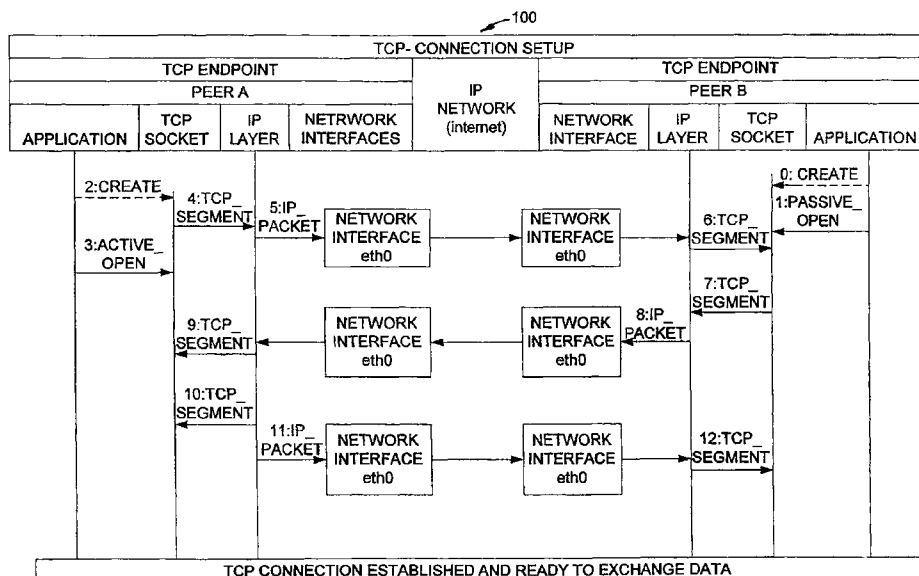 100
TCP- CONNECTION SETUP
TCP ENDPOINT
TCP ENDPOINT
PEER A
IP
NETWORK
(internet)
PEER B
APPLICATION
TCP
SOCKET
IP
LAYER
NETRWORK
INTERFACES
NETWORK
INTERFACE
IP
LAYER
TCP
SOCKET
APPLICATION
0: CREATE
1:PASSIVE_
OPEN
2:CREATE
3:ACTIVE_
OPEN
4:TCP_
SEGMENT
5:IP_
PACKET
NETWORK
INTERFACE
eth0
NETWORK
INTERFACE
eth0
6:TCP_
SEGMENT
7:TCP_
SEGMENT
8:IP_
PACKET
NETWORK
INTERFACE
eth0
NETWORK
INTERFACE
eth0
9:TCP_
SEGMENT
10:TCP_
SEGMENT
11:IP_
PACKET
NETWORK
INTERFACE
eth0
NETWORK
INTERFACE
eth0
12:TCP_
SEGMENT
TCP CONNECTION ESTABLISHED AND READY TO EXCHANGE DATA